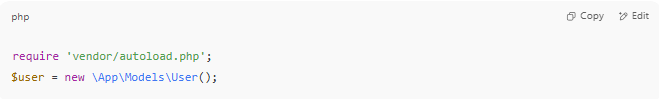 php
Copy
Edit
require 'vendor/autoload.php';
$user = new \App\Models\User();